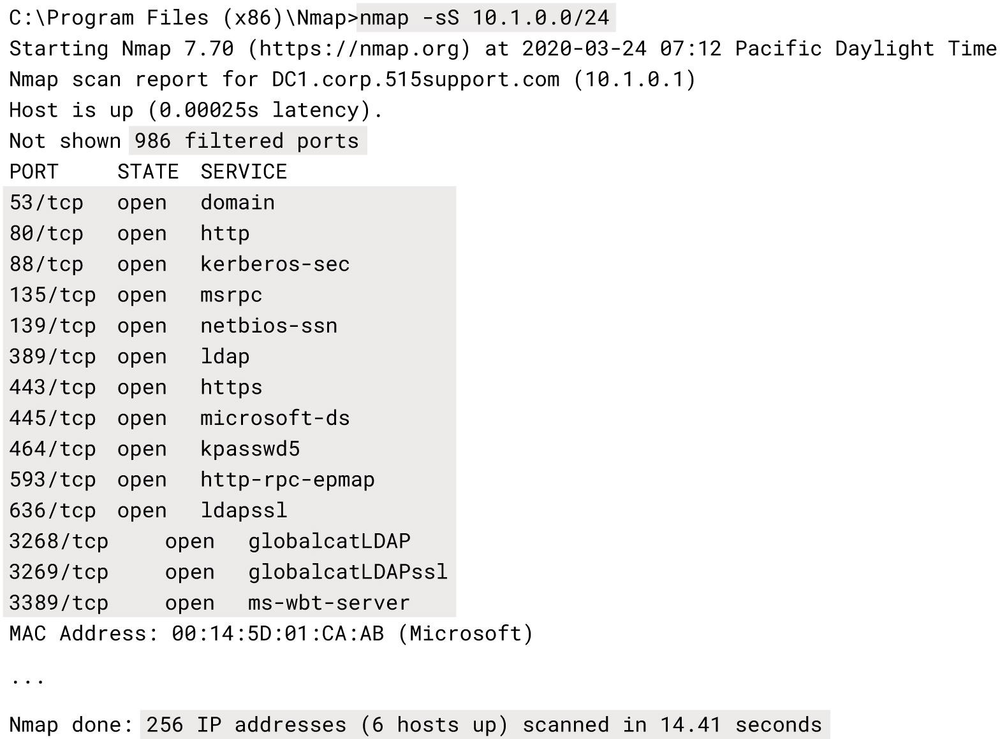 C:\Program Files (x86)\Nmap>nmap -sS 10.1.0.0/24
Starting Nmap 7.70 (https://nmap.org) at 2020-03-24 07:12 Pacific Daylight Time
Nmap scan report for DC1.corp.515support.com (10.1.0.1)
Host is up (0.00025s latency).
Not shown 986 filtered ports
PORT STATE SERVICE
53/tcp open domain
80/tcp open http
88/tcp open kerberos-sec
135/tcp open msrpc
139/tcp open netbios-ssn
389/tcp open ldap
443/tcp open https
445/tcp open microsoft-ds
464/tcp open kpasswd5
593/tcp open http-rpc-epmap
636/tcp open ldapssl
3268/tcp open globalcatLDAP
3269/tcp open globalcatLDAPssl
3389/tcp open ms-wbt-server
MAC Address: 00:14:5D:01:CA:AB (Microsoft)
...
Nmap done: 256 IP addresses (6 hosts up) scanned in 14.41 seconds